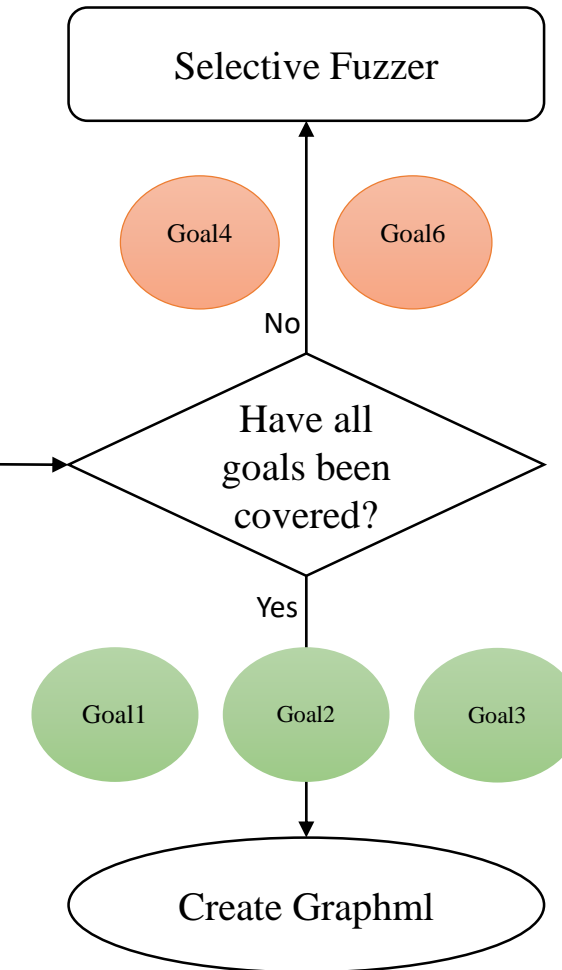 Selective Fuzzer
Goal4
Goal6
No
Have all
goals been
covered?
Yes
Goal1
Goal2
Goal3
Create Graphml